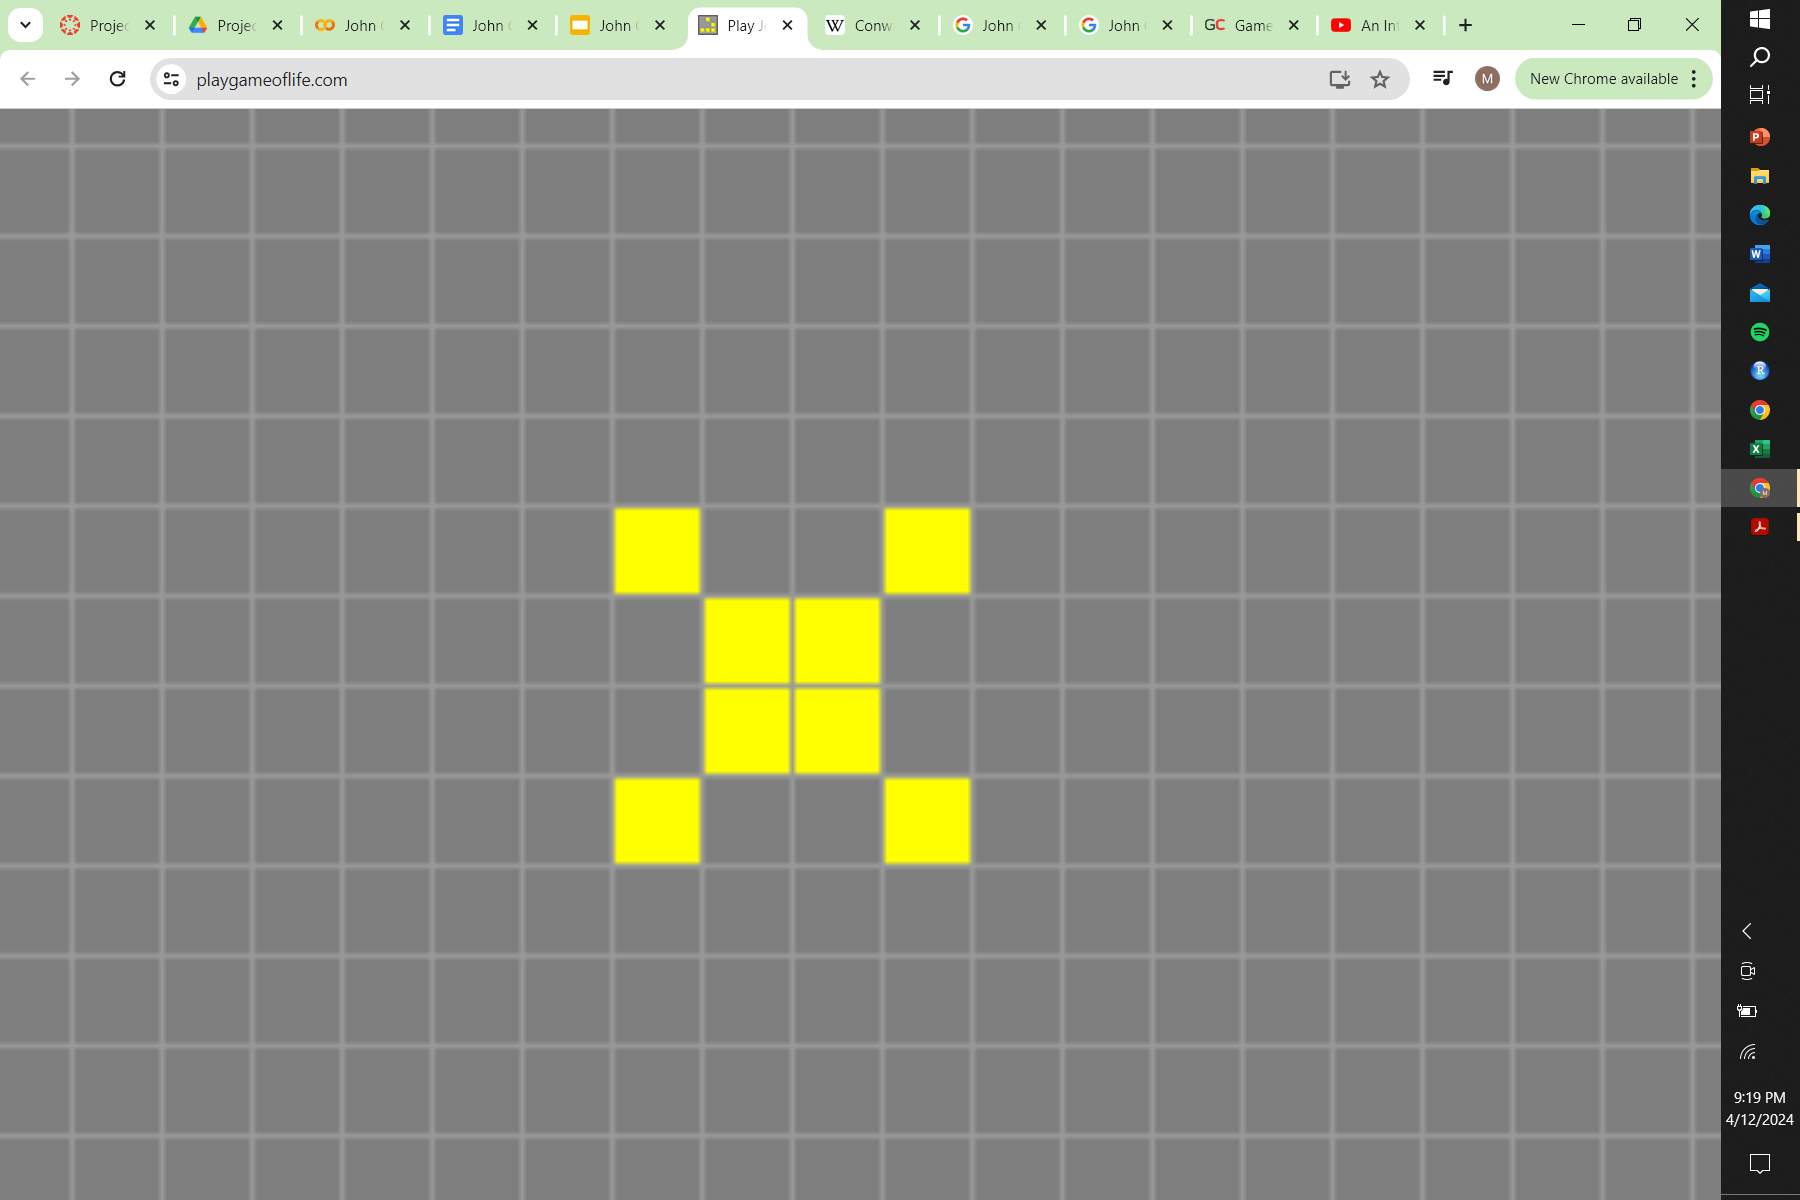 Projec Projec John John John Play J Conw John John GC Game An Int
playgameoflife.com M New Chrome available
9:19 PM
4/12/2024